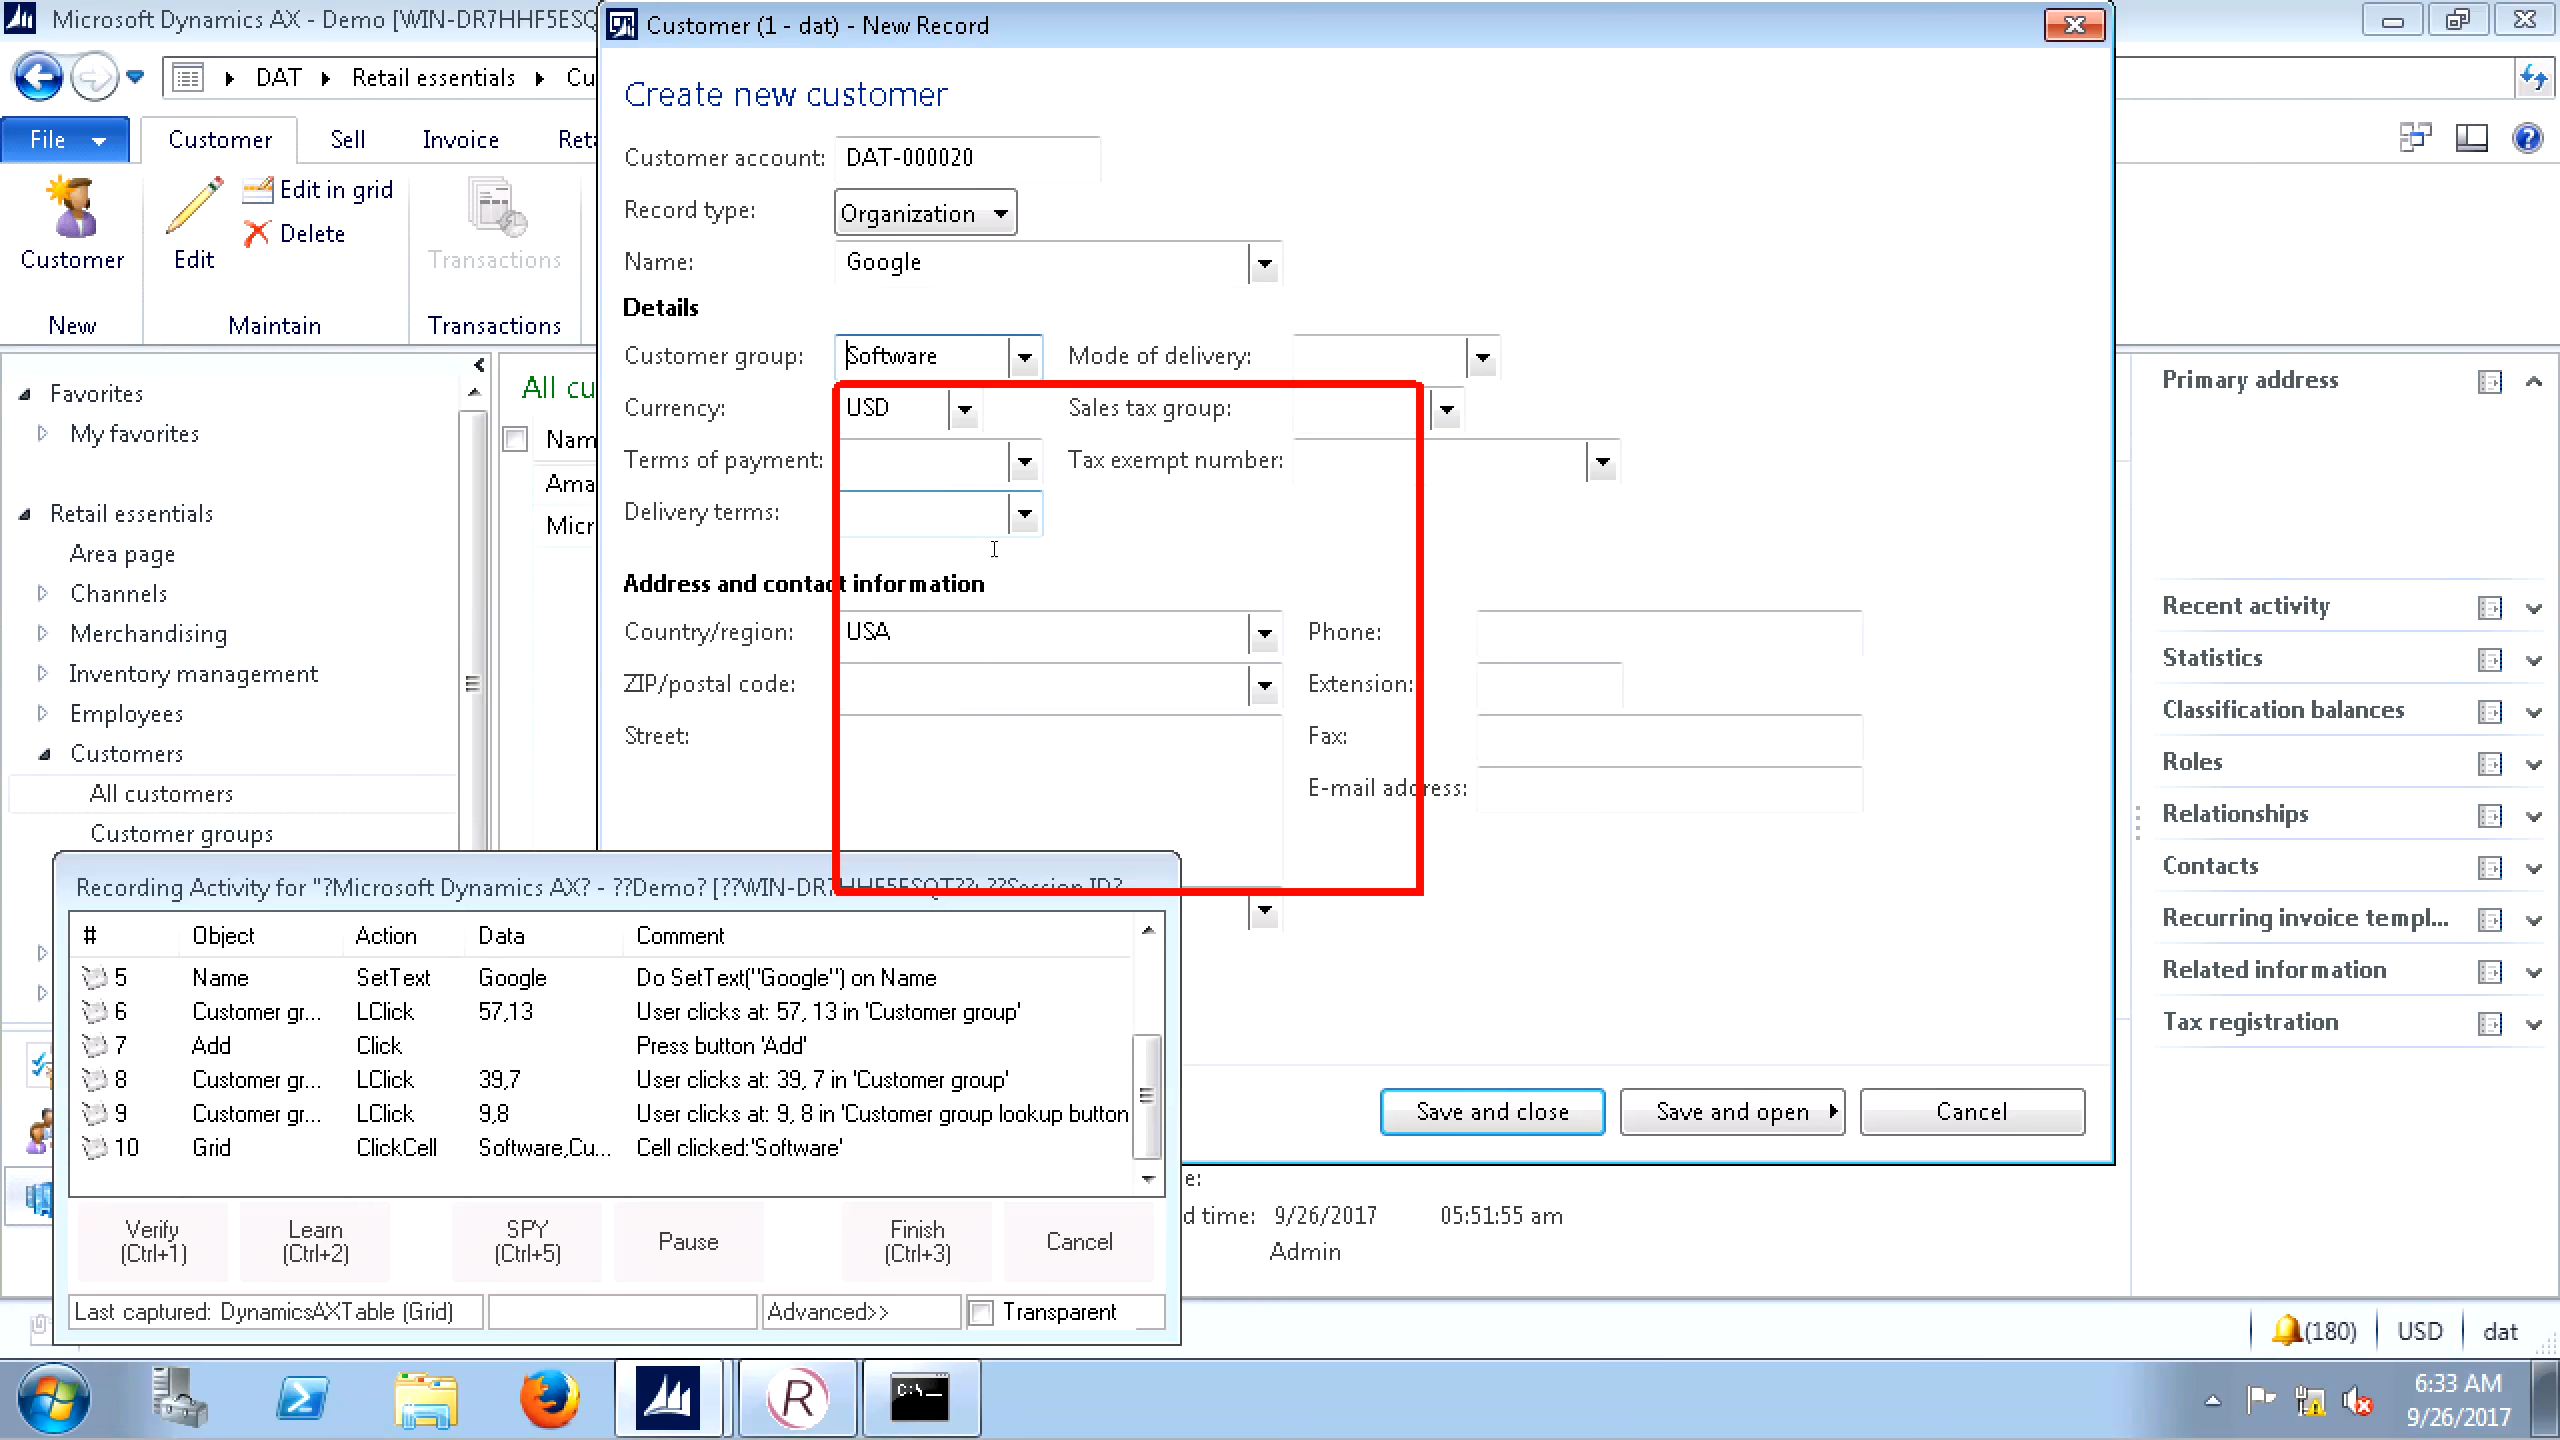 Microsoft Dynamics AX - Demo [WIN-DR7HHF5ESQ
DAT
Retail essentials
Cu
File
Customer
Sell
Invoice
Reta
Customer
Edit
Edit in grid
Delete
Transactions
New
Maintain
Transactions
Favorites
My favorites
Retail essentials
Area page
Channels
Merchandising
Inventory management
Employees
Customers
All customers
Customer groups
All cu
Nam
Ama
Micr
Customer (1 - dat) - New Record
Create new customer
Customer account: DAT-000020
Record type: Organization
Name: Google
Details
Customer group: Software
Mode of delivery:
Currency: USD
Sales tax group:
Terms of payment:
Tax exempt number:
Delivery terms:
Address and contact information
Country/region: USA
Phone:
ZIP/postal code:
Extension:
Street:
Fax:
E-mail address:
Save and close
Save and open
Cancel
e:
d time: 9/26/2017 05:51:55 am
Admin
Primary address
Recent activity
Statistics
Classification balances
Roles
Relationships
Contacts
Recurring invoice templ...
Related information
Tax registration
Recording Activity for "?Microsoft Dynamics AX? - ??Demo? [??WIN-DR7HHF5ESQT??: ??Session ID?
# Object Action Data Comment
5 Name SetText Google Do SetText("Google") on Name
6 Customer gr... LClick 57,13 User clicks at: 57, 13 in 'Customer group'
7 Add Click Press button 'Add'
8 Customer gr... LClick 39,7 User clicks at: 39, 7 in 'Customer group'
9 Customer gr... LClick 9,8 User clicks at: 9, 8 in 'Customer group lookup button
10 Grid ClickCell Software,Cu... Cell clicked:'Software'
Verify (Ctrl+1)
Learn (Ctrl+2)
SPY (Ctrl+5)
Pause
Finish (Ctrl+3)
Cancel
Last captured: DynamicsAXTable (Grid)
Advanced>>
Transparent
(180)
USD
dat
R
C:\_
6:33 AM
9/26/2017